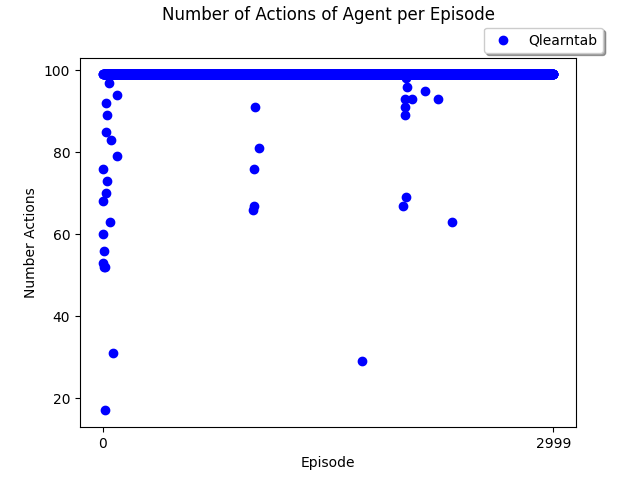 Number of Actions of Agent per Episode
Qlearntab
100
80
60
40
20
Number Actions
0
2999
Episode